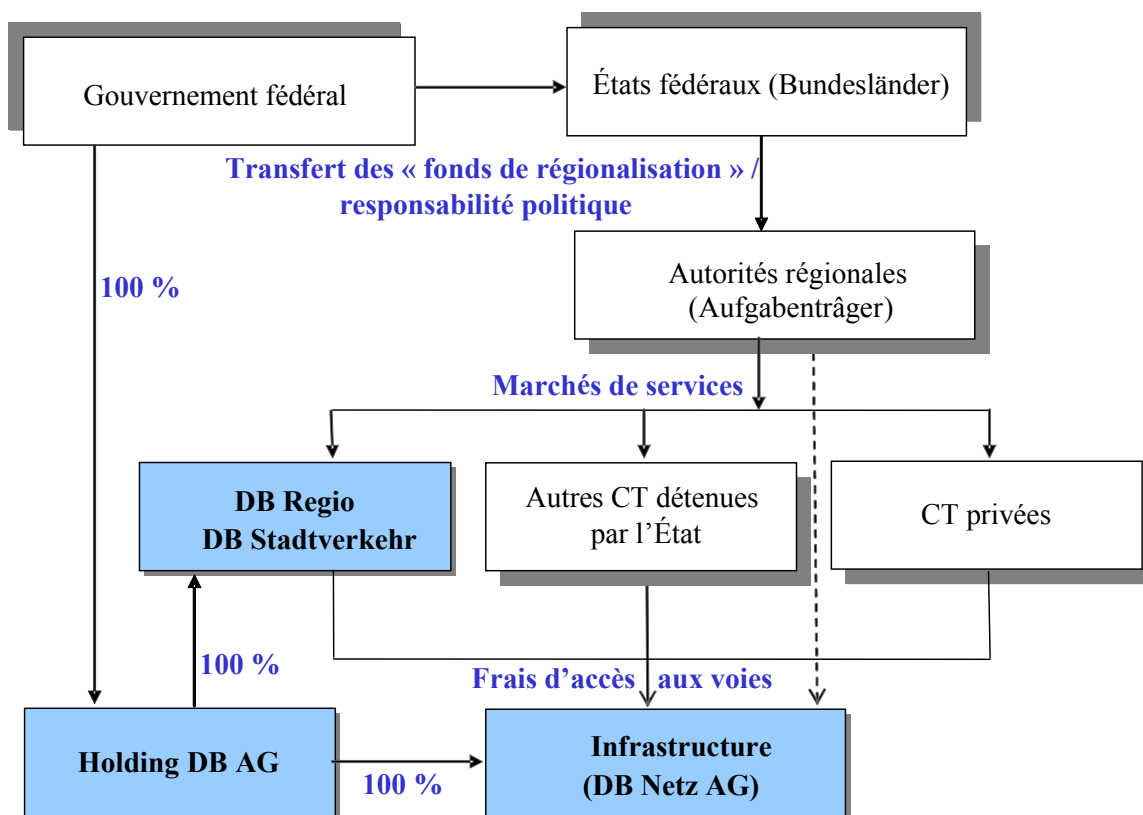 Gouvernement fédéral
États fédéraux (Bundesländer)
Transfert des « fonds de régionalisation » /
responsabilité politique
100 %
Autorités régionales
(Aufgabentrâger)
Marchés de services
DB Regio
DB Stadtverkehr
Autres CT détenues
par l’État
CT privées
100 %
Frais d’accès aux voies
Holding DB AG
100 %
Infrastructure
(DB Netz AG)